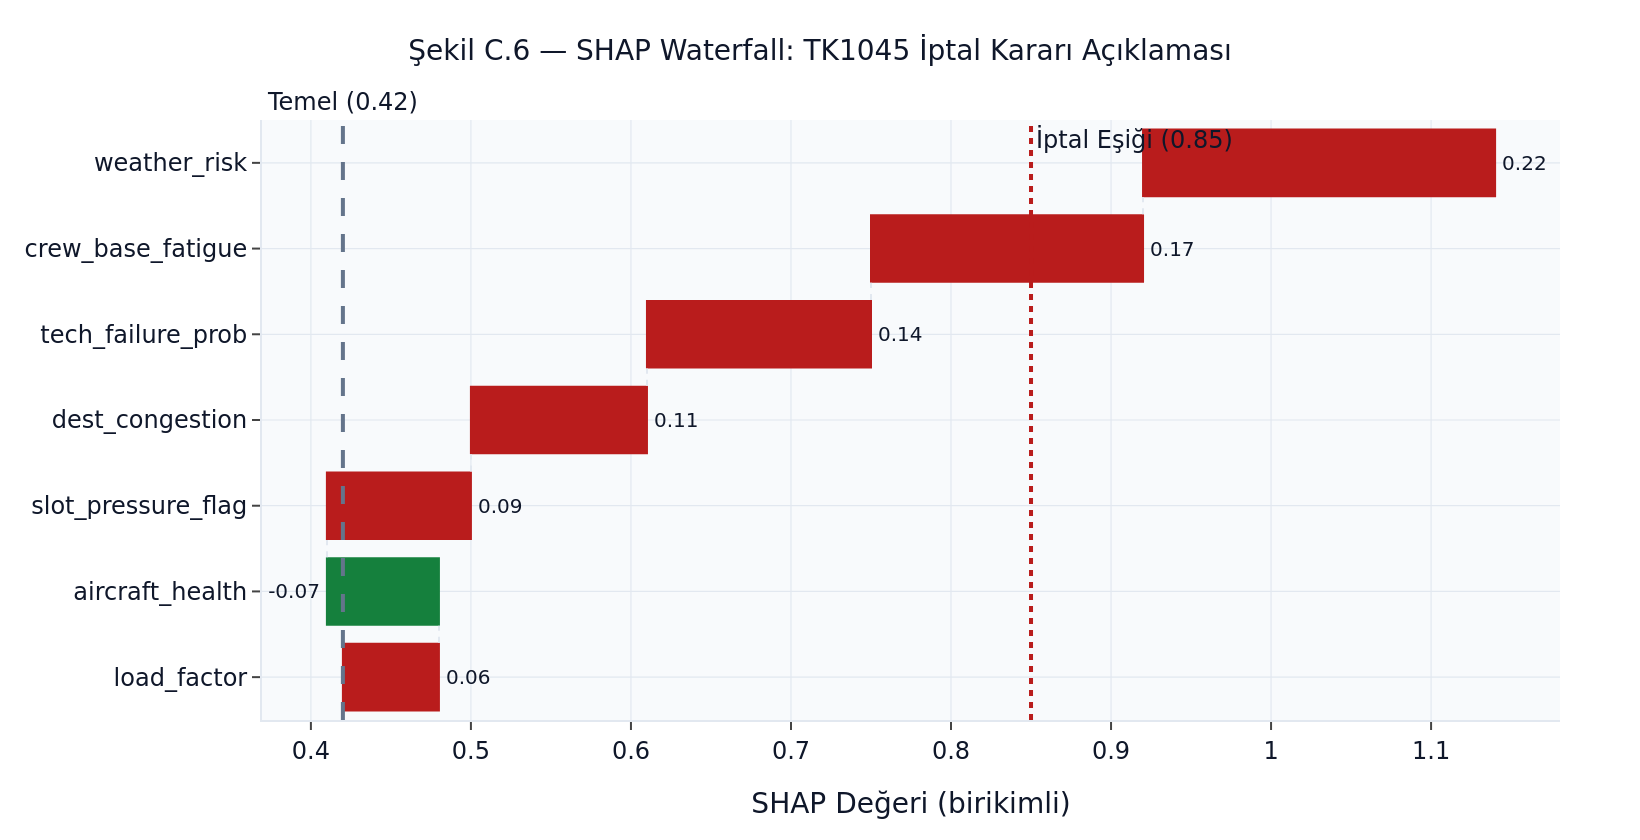 Şekil C.6 — SHAP Waterfall: TK1045 İptal Kararı Açıklaması
Temel (0.42)
İptal Eşiği (0.85)
weather_risk
0.22
crew_base_fatigue
0.17
tech_failure_prob
0.14
dest_congestion
0.11
slot_pressure_flag
0.09
aircraft_health
-0.07
load_factor
0.06
0.4 0.5 0.6 0.7 0.8 0.9 1 1.1
SHAP Değeri (birikimli)